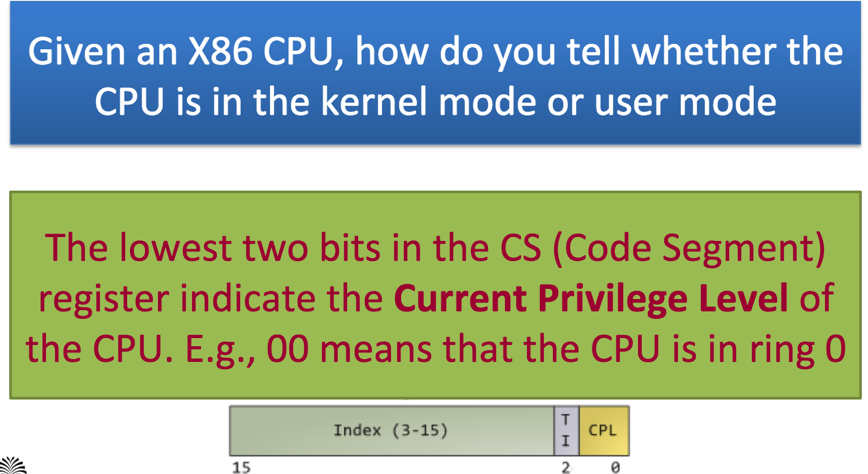 Given an X86 CPU, how do you tell whether the
CPU is in the kernel mode or user mode
The lowest two bits in the CS (Code Segment)
register indicate the Current Privilege Level of
the CPU. E.g., 00 means that the CPU is in ring 0
Index (3-15) TI CPL
15 2 0